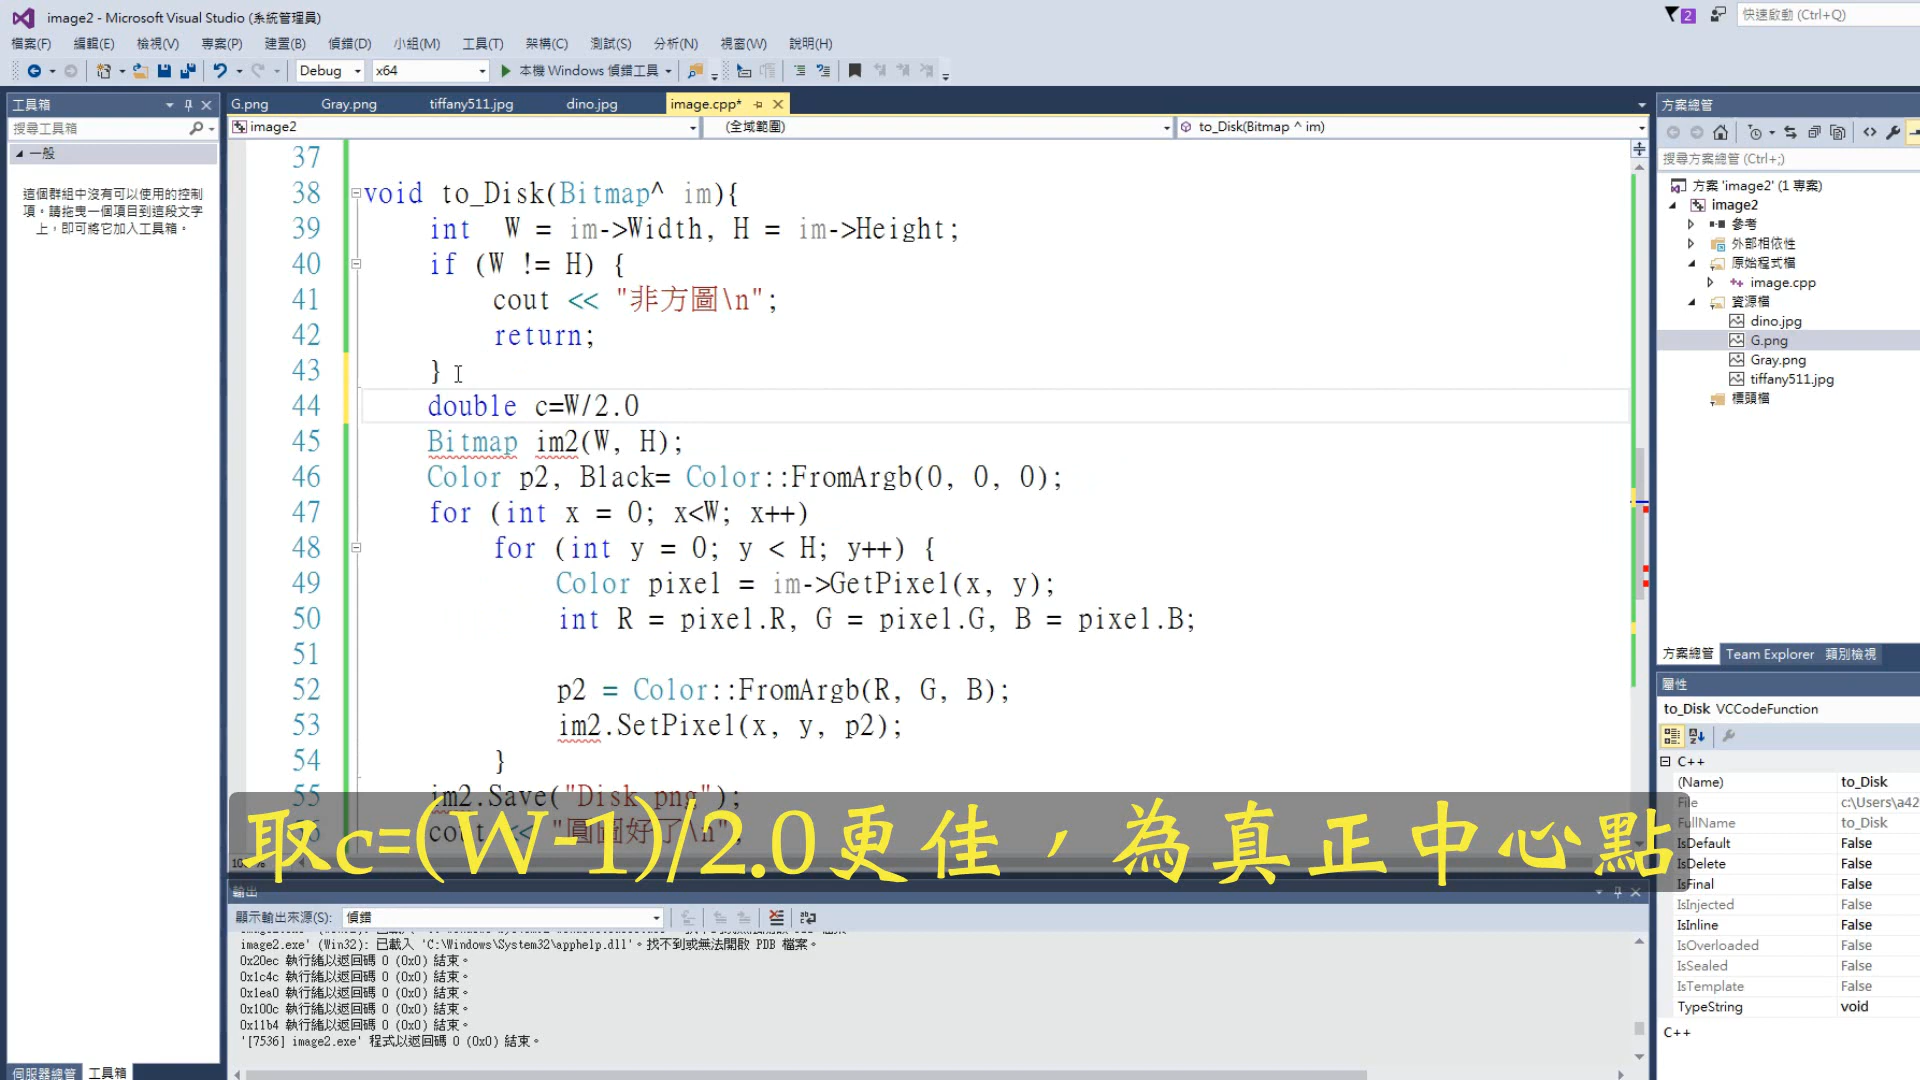 image2 - Microsoft Visual Studio (系統管理員)
2
快速啟動 (Ctrl+Q)
檔案(F) 編輯(E) 檢視(V) 專案(P) 建置(B) 偵錯(D) 小組(M) 工具(T) 架構(C) 測試(S) 分析(N) 視窗(W) 說明(H)
Debug x64 本機 Windows 偵錯工具
工具箱
搜尋工具箱
一般
這個群組中沒有可以使用的控制
項。請拖曳一個項目到這段文字
上，即可將它加入工具箱。
伺服器總管 工具箱
G.png Gray.png tiffany511.jpg dino.jpg image.cpp*
image2 (全域範圍) to_Disk(Bitmap ^ im)
37
38 void to_Disk(Bitmap^ im){
39 int W = im->Width, H = im->Height;
40 if (W != H) {
41 cout << "非方圖\n";
42 return;
43 }
44 double c=W/2.0
45 Bitmap im2(W, H);
46 Color p2, Black= Color::FromArgb(0, 0, 0);
47 for (int x = 0; x<W; x++)
48 for (int y = 0; y < H; y++) {
49 Color pixel = im->GetPixel(x, y);
50 int R = pixel.R, G = pixel.G, B = pixel.B;
51
52 p2 = Color::FromArgb(R, G, B);
53 im2.SetPixel(x, y, p2);
54 }
55 im2.Save("Disk.png");
56 cout << "圓圖好了\n";
取c=(W-1)/2.0更佳，為真正中心點
輸出
顯示輸出來源(S): 偵錯
image2.exe' (Win32): 已載入 'C:\Windows\System32\apphelp.dll'。找不到或無法開啟 PDB 檔案。
0x20ec 執行緒以返回碼 0 (0x0) 結束。
0x1c4c 執行緒以返回碼 0 (0x0) 結束。
0x1ea0 執行緒以返回碼 0 (0x0) 結束。
0x100c 執行緒以返回碼 0 (0x0) 結束。
0x11b4 執行緒以返回碼 0 (0x0) 結束。
'[7536] image2.exe' 程式以返回碼 0 (0x0) 結束。
方案總管
搜尋方案總管 (Ctrl+;)
方案 'image2' (1 專案)
image2
參考
外部相依性
原始程式檔
image.cpp
資源檔
dino.jpg
G.png
Gray.png
tiffany511.jpg
標頭檔
方案總管 Team Explorer 類別檢視
屬性
to_Disk VCCodeFunction
C++
(Name) to_Disk
File c:\Users\a42
FullName to_Disk
IsDefault False
IsDelete False
IsFinal False
IsInjected False
IsInline False
IsOverloaded False
IsSealed False
IsTemplate False
TypeString void
C++